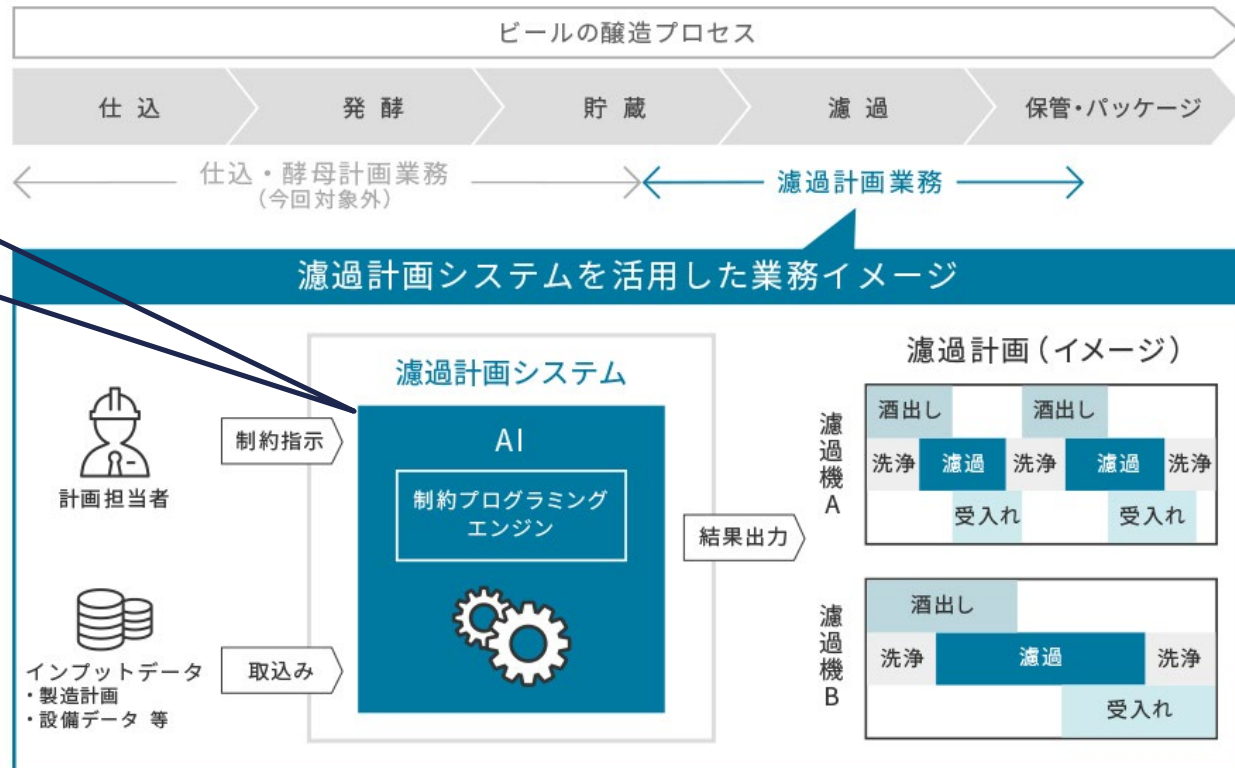 ビールの醸造プロセス
仕込
発酵
貯蔵
濾過
保管・パッケージ
仕込・酵母計画業務
（今回対象外）
濾過計画業務
濾過計画システムを活用した業務イメージ
計画担当者
インプットデータ
・製造計画
・設備データ 等
制約指示
取込み
濾過計画システム
AI
制約プログラミング
エンジン
結果出力
濾過計画（イメージ）
濾過機A
酒出し
酒出し
洗浄
濾過
洗浄
濾過
洗浄
受入れ
受入れ
濾過機B
酒出し
洗浄
濾過
洗浄
受入れ